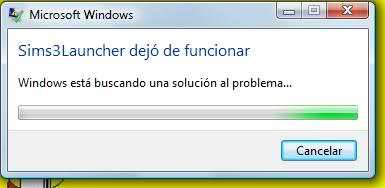 Microsoft Windows
Sims3Launcher dejó de funcionar
Windows está buscando una solución al problema...
Cancelar